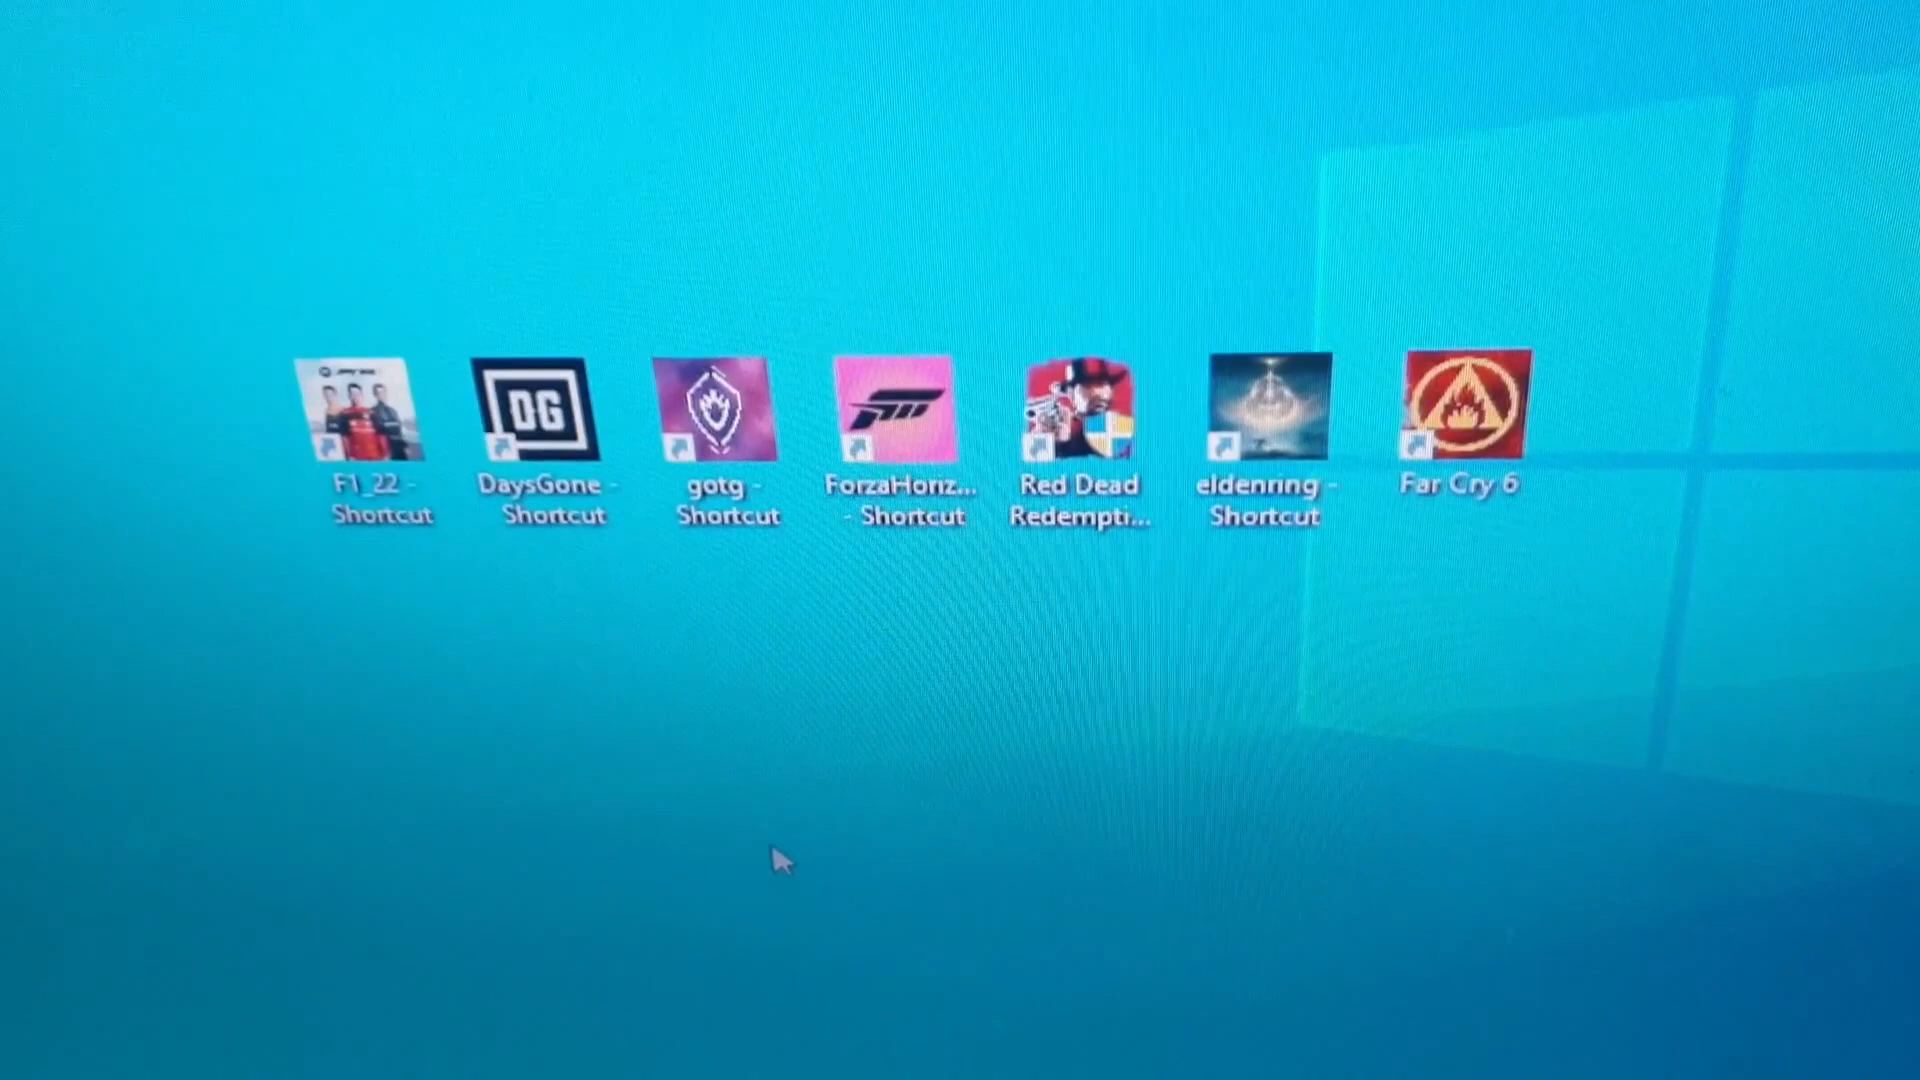 F1_22 -
Shortcut
DG
DaysGone -
Shortcut
gotg -
Shortcut
ForzaHoriz...
- Shortcut
Red Dead
Redempti...
eldenring -
Shortcut
Far Cry 6